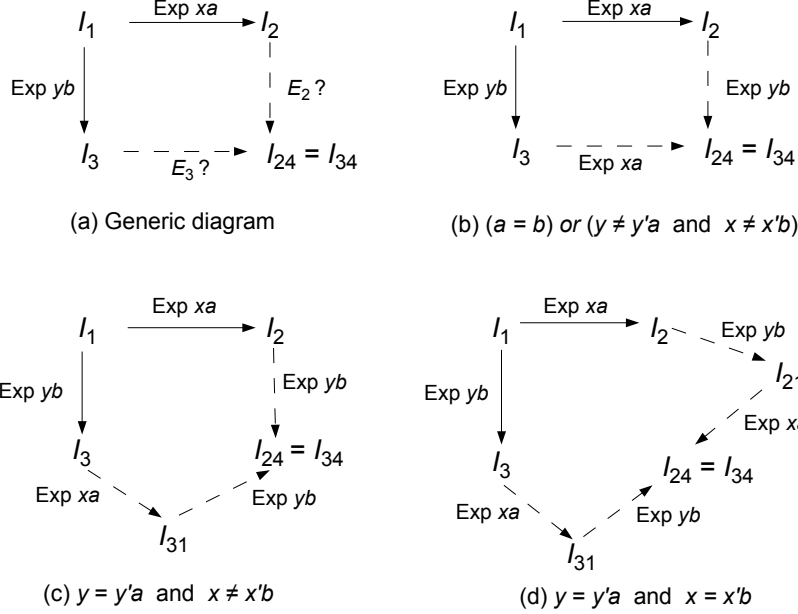 I1 Exp xa I2
Exp yb E2 ?
I3 E3 ? I24 = I34
(a) Generic diagram
I1 Exp xa I2
Exp yb Exp yb
I3 Exp xa I24 = I34
(b) (a = b) or (y ≠ y'a and x ≠ x'b)
I1 Exp xa I2
Exp yb Exp yb
I3 I24 = I34
Exp xa Exp yb
I31
(c) y = y'a and x ≠ x'b
I1 Exp xa I2 Exp yb
I21
Exp yb Exp xa
I3 I24 = I34
Exp xa Exp yb
I31
(d) y = y'a and x = x'b